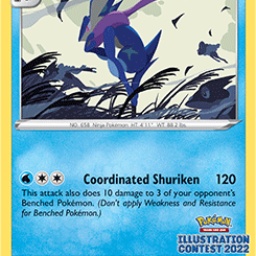 NO. 658 Ninja Pokémon HT: 4'11" WT: 88.2 lbs
Coordinated Shuriken 120
This attack also does 10 damage to 3 of your opponent's
Benched Pokémon. (Don't apply Weakness and Resistance
for Benched Pokémon.)
Pokémon
ILLUSTRATION
CONTEST 2022